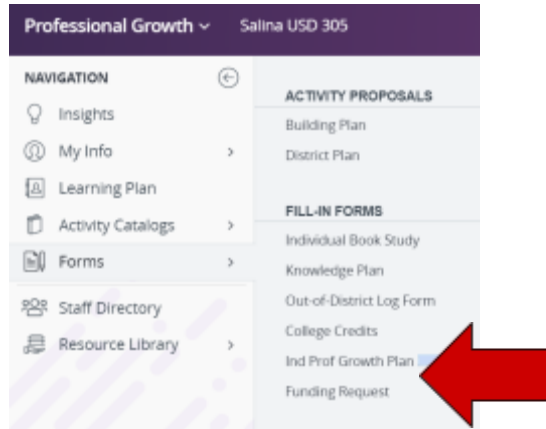 Professional Growth Salina USD 305
NAVIGATION
Insights
My Info
Learning Plan
Activity Catalogs
Forms
Staff Directory
Resource Library
ACTIVITY PROPOSALS
Building Plan
District Plan
FILL-IN FORMS
Individual Book Study
Knowledge Plan
Out-of-District Log Form
College Credits
Ind Prof Growth Plan
Funding Request